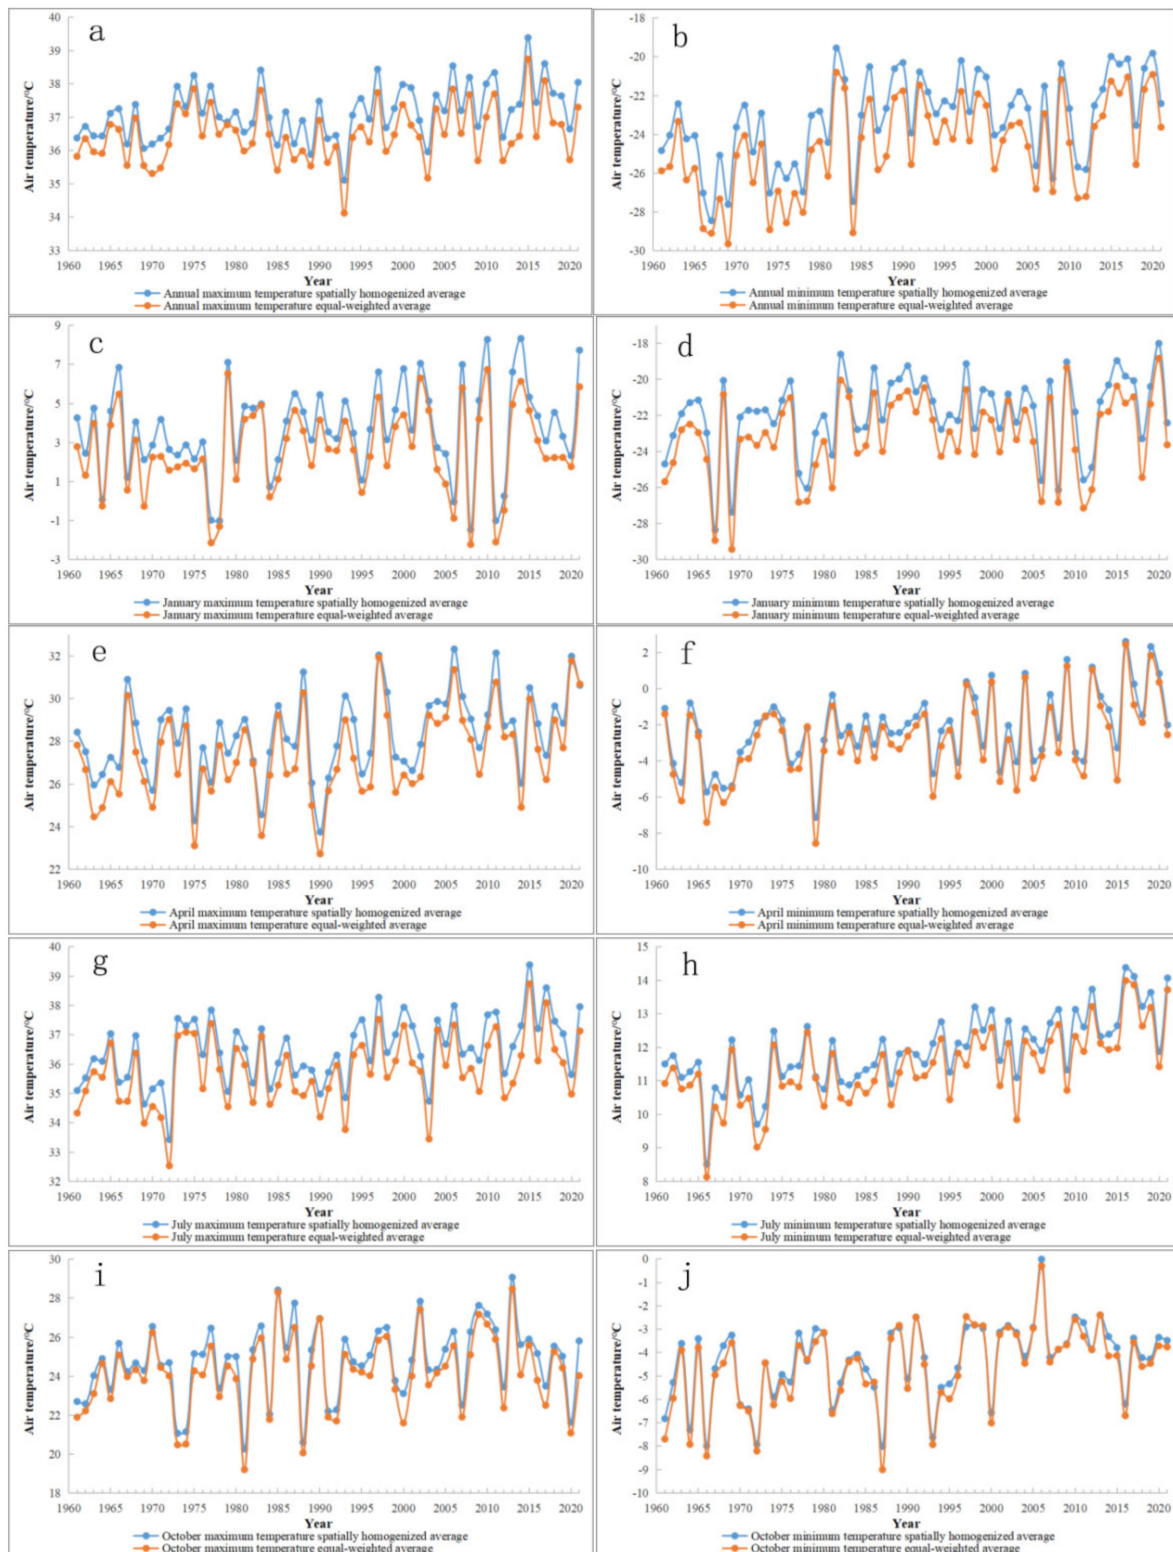 a
40
39
38
37
36
35
34
33
Air temperature/°C
1960 1965 1970 1975 1980 1985 1990 1995 2000 2005 2010 2015 2020
Year
Annual maximum temperature spatially homogenized average
Annual maximum temperature equal-weighted average
b
-18
-20
-22
-24
-26
-28
-30
Air temperature/°C
1960 1965 1970 1975 1980 1985 1990 1995 2000 2005 2010 2015 2020
Year
Annual minimum temperature spatially homogenized average
Annual minimum temperature equal-weighted average
c
9
7
5
3
1
-1
-3
Air temperature/°C
1960 1965 1970 1975 1980 1985 1990 1995 2000 2005 2010 2015 2020
Year
January maximum temperature spatially homogenized average
January maximum temperature equal-weighted average
d
-18
-20
-22
-24
-26
-28
-30
Air temperature/°C
1960 1965 1970 1975 1980 1985 1990 1995 2000 2005 2010 2015 2020
Year
January minimum temperature spatially homogenized average
January minimum temperature equal-weighted average
e
32
30
28
26
24
22
Air temperature/°C
1960 1965 1970 1975 1980 1985 1990 1995 2000 2005 2010 2015 2020
Year
April maximum temperature spatially homogenized average
April maximum temperature equal-weighted average
f
2
0
-2
-4
-6
-8
-10
Air temperature/°C
1960 1965 1970 1975 1980 1985 1990 1995 2000 2005 2010 2015 2020
Year
April minimum temperature spatially homogenized average
April minimum temperature equal-weighted average
g
40
39
38
37
36
35
34
33
32
Air temperature/°C
1960 1965 1970 1975 1980 1985 1990 1995 2000 2005 2010 2015 2020
Year
July maximum temperature spatially homogenized average
July maximum temperature equal-weighted average
h
15
14
13
12
11
10
9
8
Air temperature/°C
1960 1965 1970 1975 1980 1985 1990 1995 2000 2005 2010 2015 2020
Year
July minimum temperature spatially homogenized average
July minimum temperature equal-weighted average
i
30
28
26
24
22
20
18
Air temperature/°C
1960 1965 1970 1975 1980 1985 1990 1995 2000 2005 2010 2015 2020
Year
October maximum temperature spatially homogenized average
October maximum temperature equal-weighted average
j
0
-1
-2
-3
-4
-5
-6
-7
-8
-9
-10
Air temperature/°C
1960 1965 1970 1975 1980 1985 1990 1995 2000 2005 2010 2015 2020
Year
October minimum temperature spatially homogenized average
October minimum temperature equal-weighted average